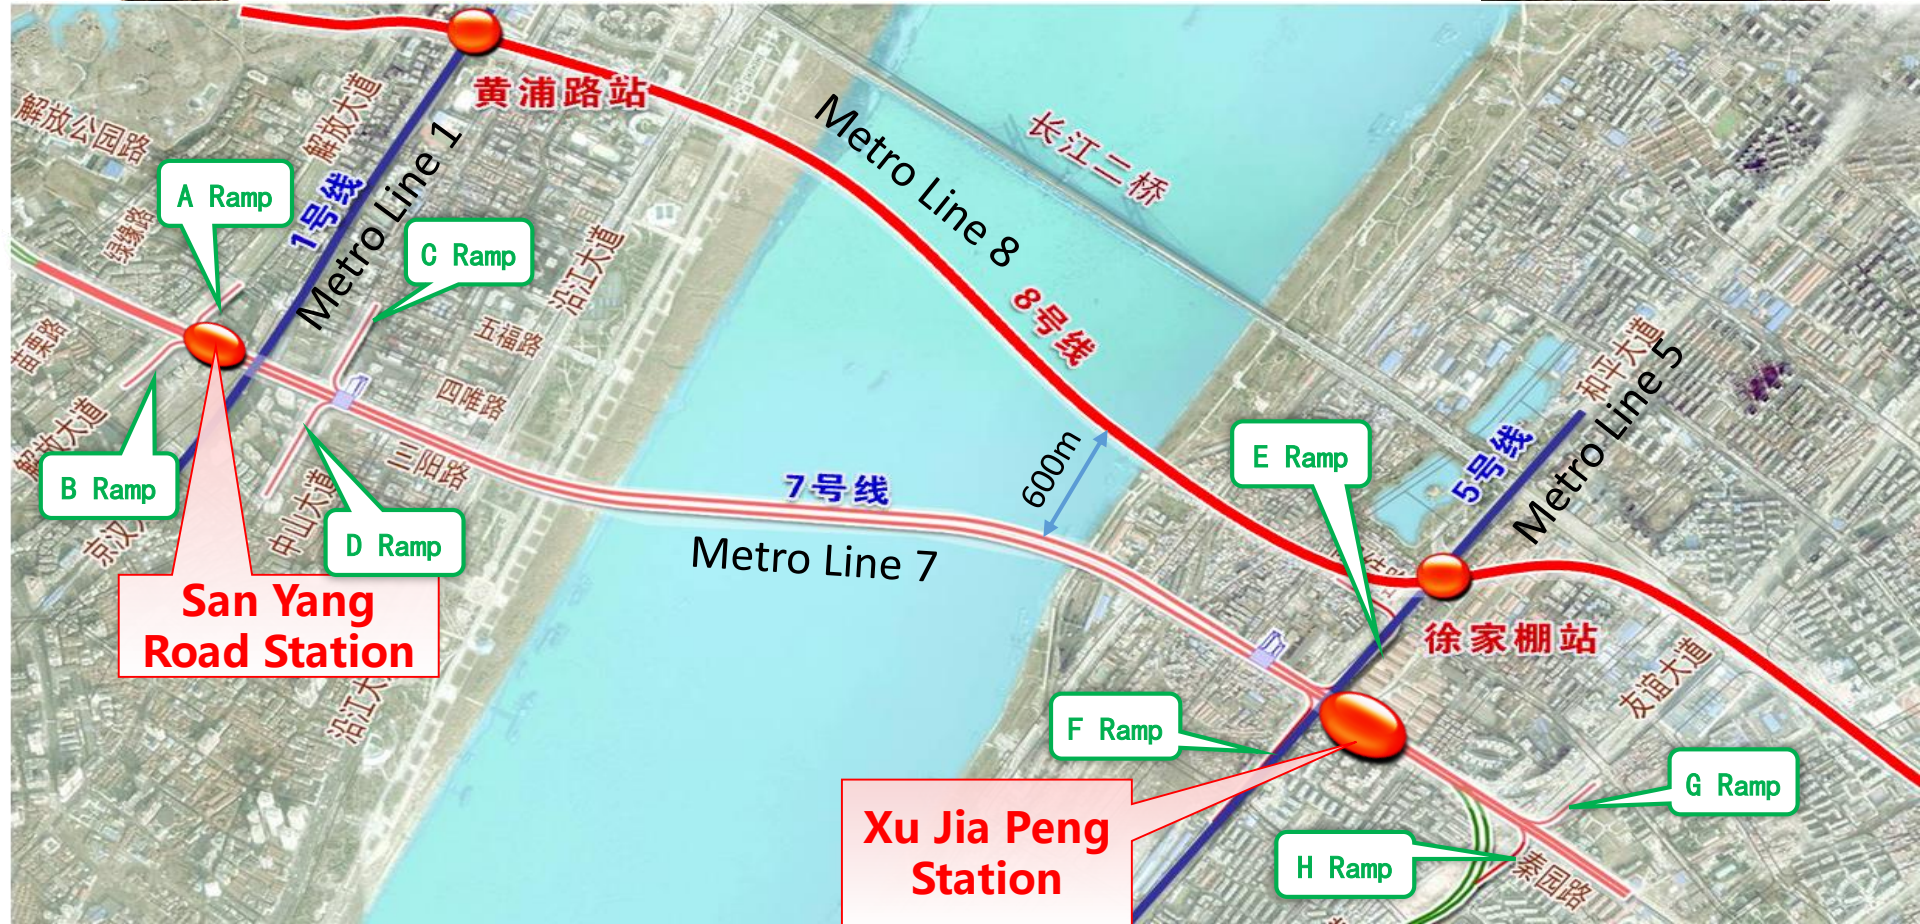 黄浦路站
解放大道
解放公园路
Metro Line 1
1号线
A Ramp
绿缘路
C Ramp
沿江大道
Metro Line 8
长江二桥
8号线
五福路
四唯路
苗栗路
解放大道
B Ramp
三阳路
中山大道
D Ramp
San Yang
Road Station
7号线
Metro Line 7
600m
和平大道
Metro Line 5
5号线
E Ramp
徐家棚站
友谊大道
F Ramp
Xu Jia Peng
Station
G Ramp
H Ramp
秦园路